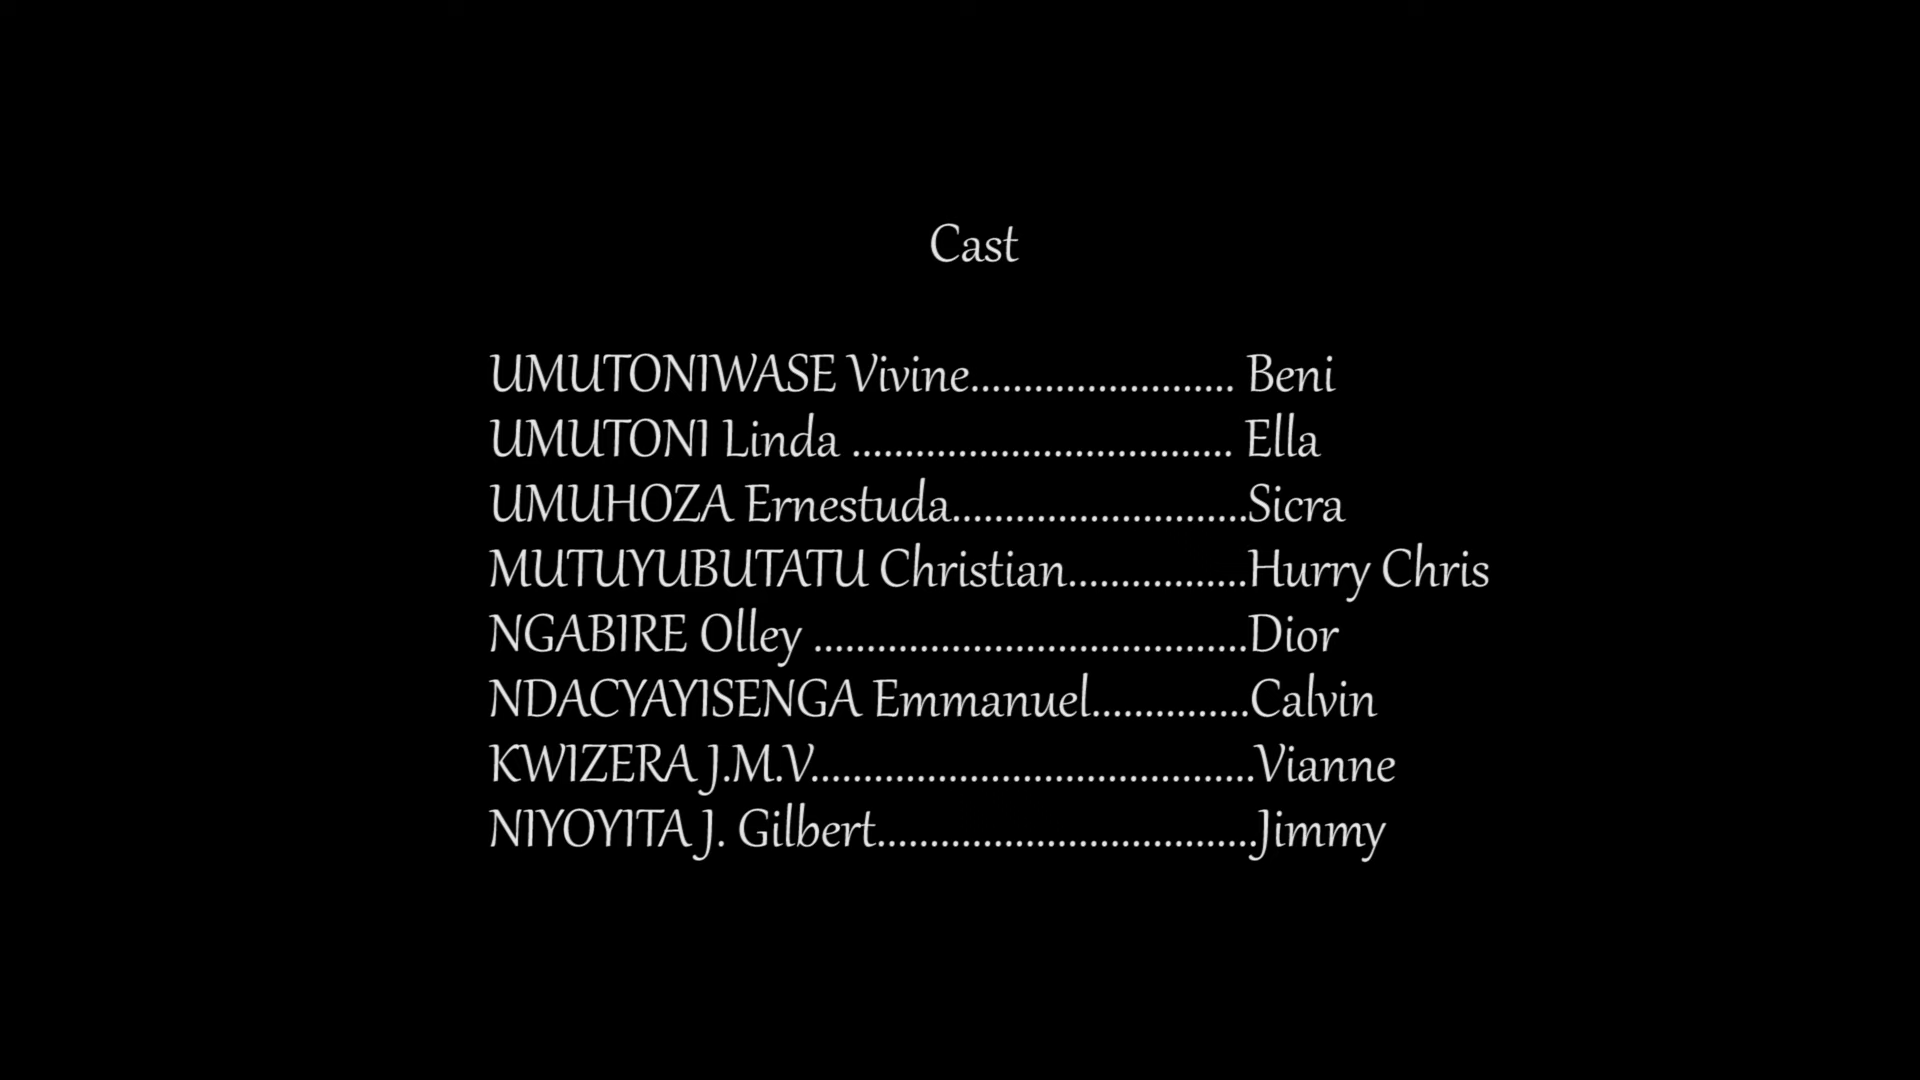 Cast
UMUTONIWASE Vivine......................... Beni
UMUTONI Linda .................................... Ella
UMUHOZA Ernestuda............................Sicra
MUTUYUBUTATU Christian.................Hurry Chris
NGABIRE Olley .........................................Dior
NDACYAYISENGA Emmanuel...............Calvin
KWIZERA J.M.V..........................................Vianne
NIYOYITA J. Gilbert....................................Jimmy